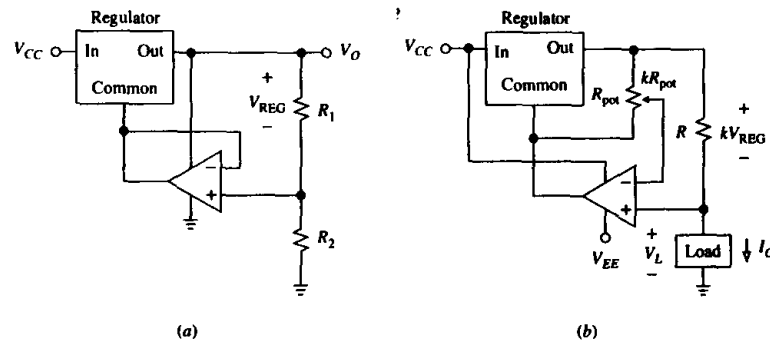 Regulator
V_CC
In
Out
Common
V_O
+
V_REG
−
R_1
−
+
R_2
(a)
Regulator
V_CC
In
Out
Common
kR_pot
R_pot
R
+
kV_REG
−
−
+
V_EE
+
V_L
−
Load
(b)